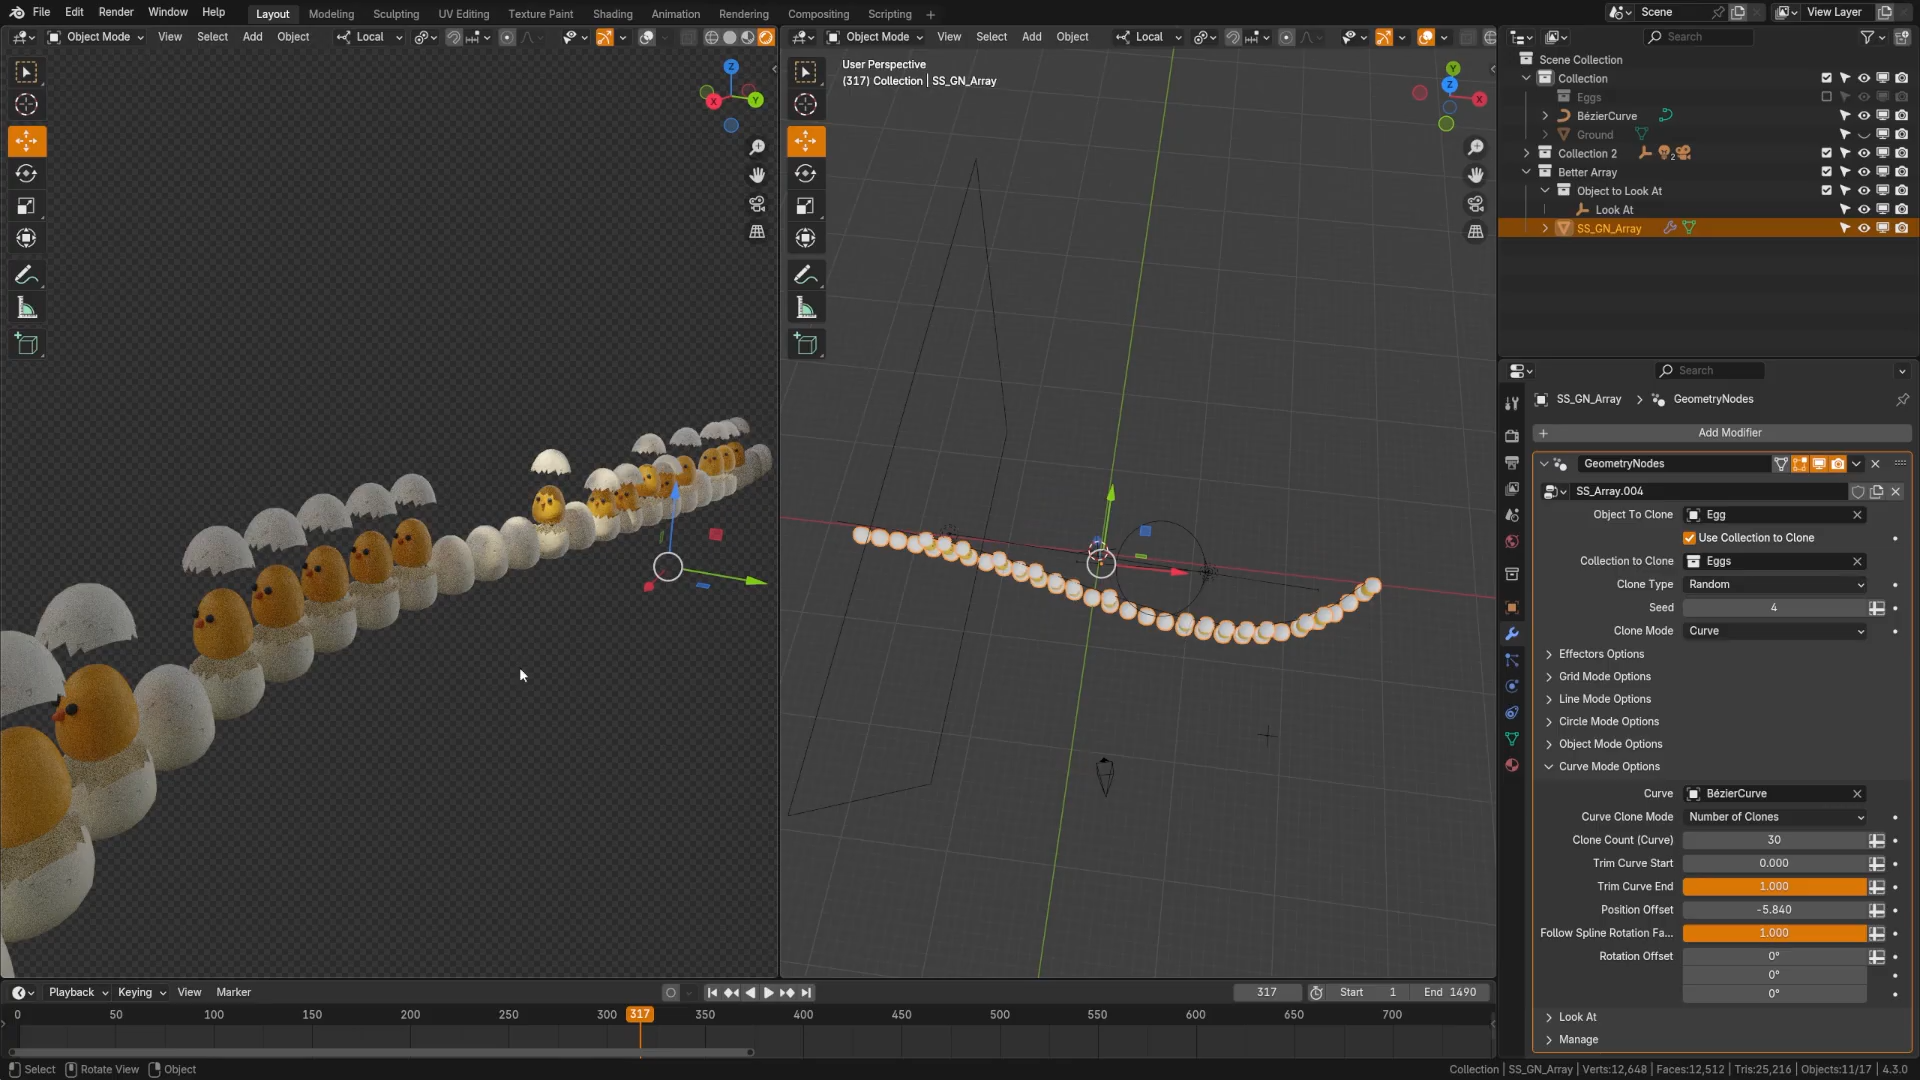 File Edit Render Window Help Layout Modeling Sculpting UV Editing Texture Paint Shading Animation Rendering Compositing Scripting + Scene View Layer
Object Mode View Select Add Object Local
Object Mode View Select Add Object Local
User Perspective
(317) Collection | SS_GN_Array
Z
X
Y
Y
Z
X
Search
Scene Collection
Collection
Eggs
BézierCurve
Ground
Collection 2 2
Better Array
Object to Look At
Look At
SS_GN_Array
Search
SS_GN_Array > GeometryNodes
+ Add Modifier
GeometryNodes
SS_Array.004
Object To Clone Egg
Use Collection to Clone
Collection to Clone Eggs
Clone Type Random
Seed 4
Clone Mode Curve
Effectors Options
Grid Mode Options
Line Mode Options
Circle Mode Options
Object Mode Options
Curve Mode Options
Curve BézierCurve
Curve Clone Mode Number of Clones
Clone Count (Curve) 30
Trim Curve Start 0.000
Trim Curve End 1.000
Position Offset -5.840
Follow Spline Rotation Fa... 1.000
Rotation Offset 0°
0°
0°
Look At
Manage
Playback Keying View Marker 317 Start 1 End 1490
0 50 100 150 200 250 300 317 350 400 450 500 550 600 650 700
Select Rotate View Object Collection | SS_GN_Array | Verts:12,648 | Faces:12,512 | Tris:25,216 | Objects:11/17 | 4.3.0